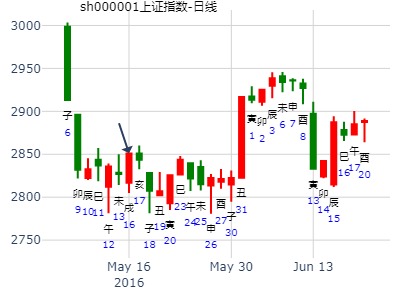 sh000001上证指数-日线
3000
2950
2900
2850
2800
2750
子
6
卯
9
辰
10
巳
11
午
12
未
13
戌
16
亥
17
子
18
丑
19
寅
20
巳
23
午
24
未
25
申
26
酉
27
子
30
丑
31
寅
1
卯
2
辰
3
未
6
申
7
酉
8
寅
13
卯
14
辰
15
巳
16
午
17
酉
20
May 16
2016
May 30
Jun 13